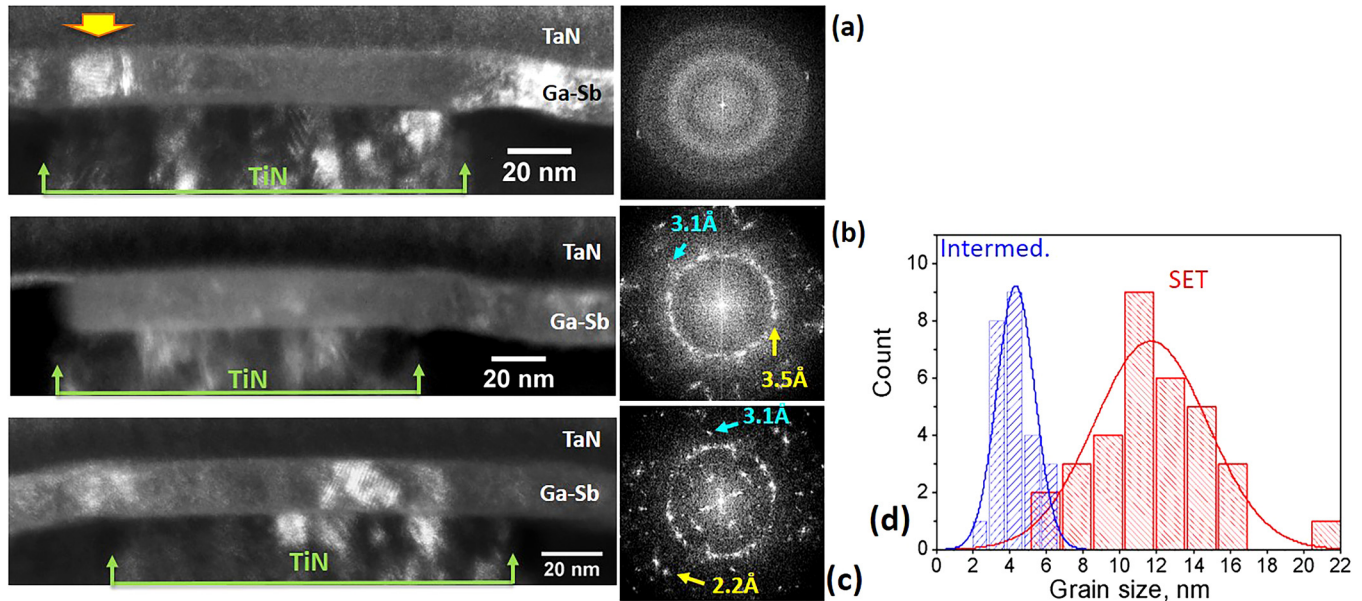 TaN
(a)
Ga-Sb
TiN
20 nm
3.1Å
(b)
TaN
Ga-Sb
TiN
20 nm
3.5Å
3.1Å
TaN
Ga-Sb
TiN
20 nm
2.2Å
(c)
Intermed.
SET
10
8
6
4
2
0
Count
(d)
0 2 4 6 8 10 12 14 16 18 20 22
Grain size, nm